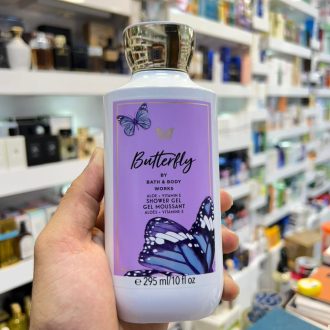 Butterfly
BY
BATH & BODY
WORKS
ALOE + VITAMIN E
SHOWER GEL
GEL MOUSSANT
ALOÈS + VITAMINE E
e 295 ml/10 fl oz